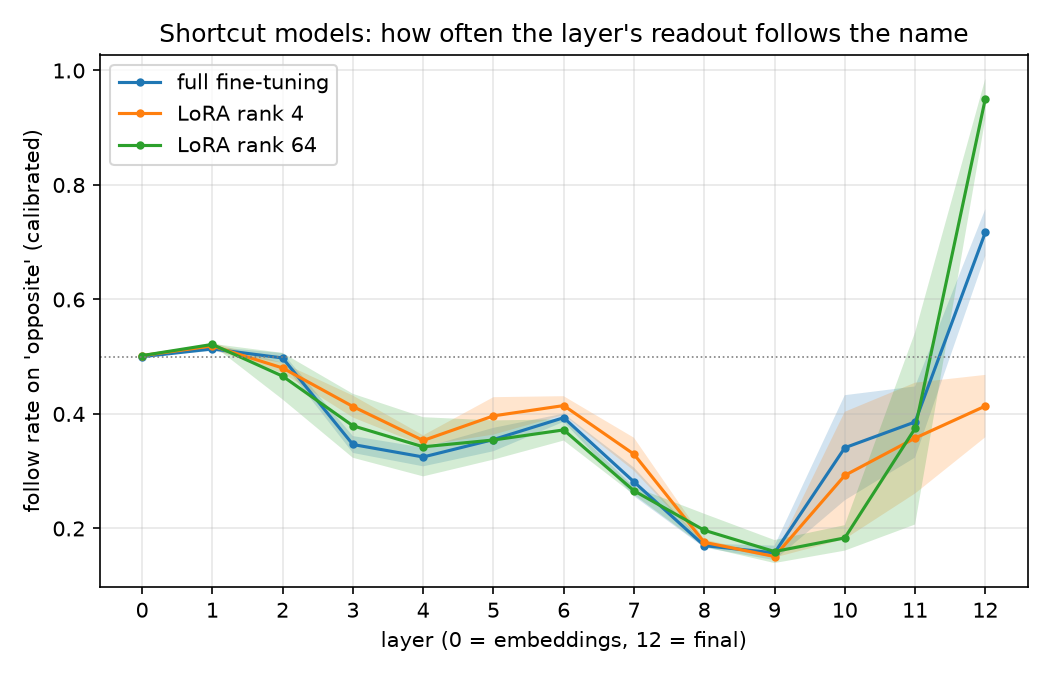 Shortcut models: how often the layer's readout follows the name
full fine-tuning
LoRA rank 4
LoRA rank 64
follow rate on 'opposite' (calibrated)
1.0
0.8
0.6
0.4
0.2
0 1 2 3 4 5 6 7 8 9 10 11 12
layer (0 = embeddings, 12 = final)